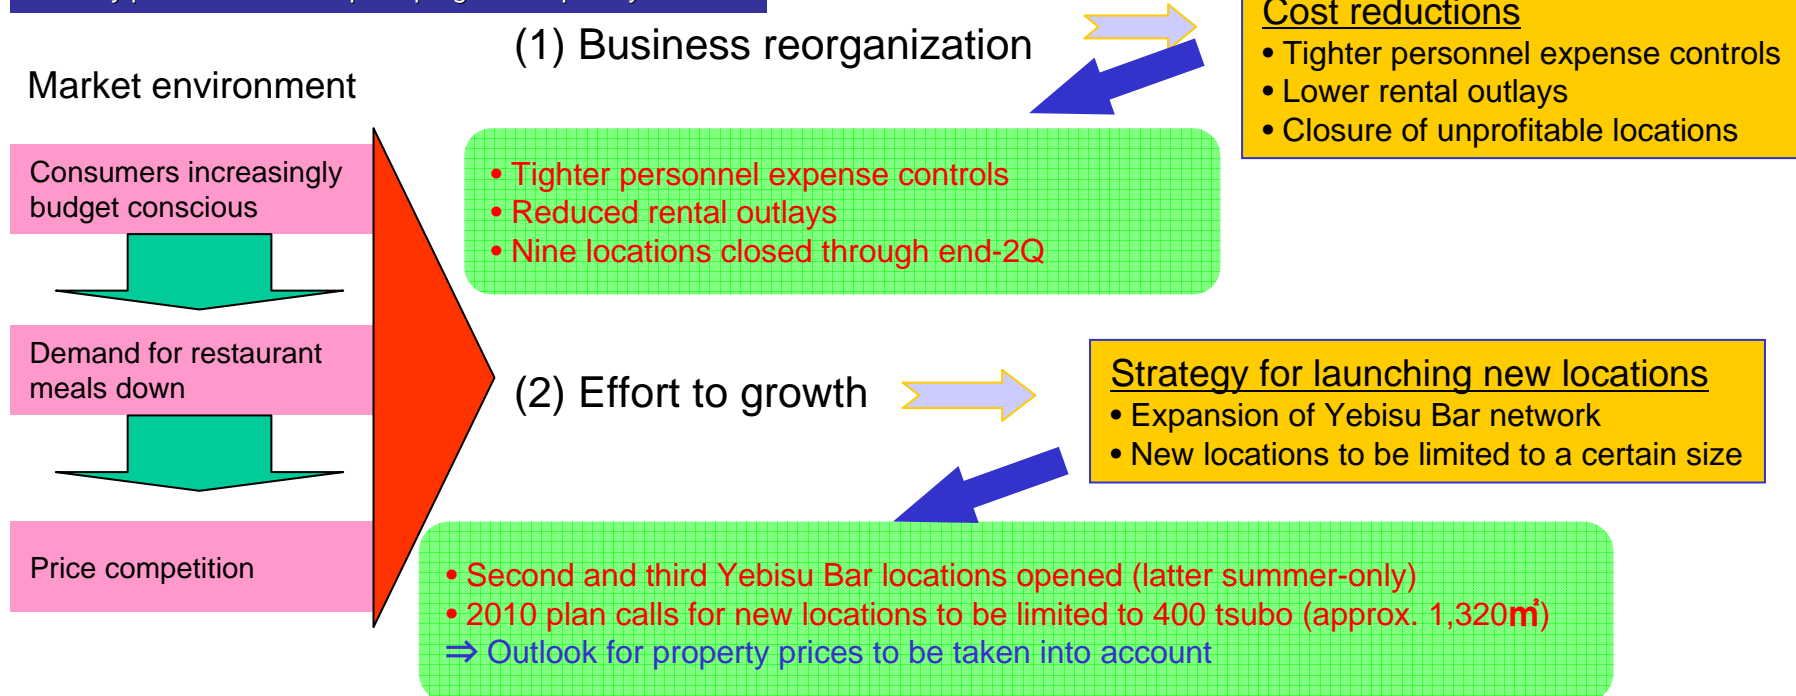 (1) Business reorganization
Cost reductions
• Tighter personnel expense controls
• Lower rental outlays
• Closure of unprofitable locations
Market environment
Consumers increasingly
budget conscious
Demand for restaurant
meals down
Price competition
• Tighter personnel expense controls
• Reduced rental outlays
• Nine locations closed through end-2Q
(2) Effort to growth
Strategy for launching new locations
• Expansion of Yebisu Bar network
• New locations to be limited to a certain size
• Second and third Yebisu Bar locations opened (latter summer-only)
• 2010 plan calls for new locations to be limited to 400 tsubo (approx. 1,320㎡)
⇒ Outlook for property prices to be taken into account